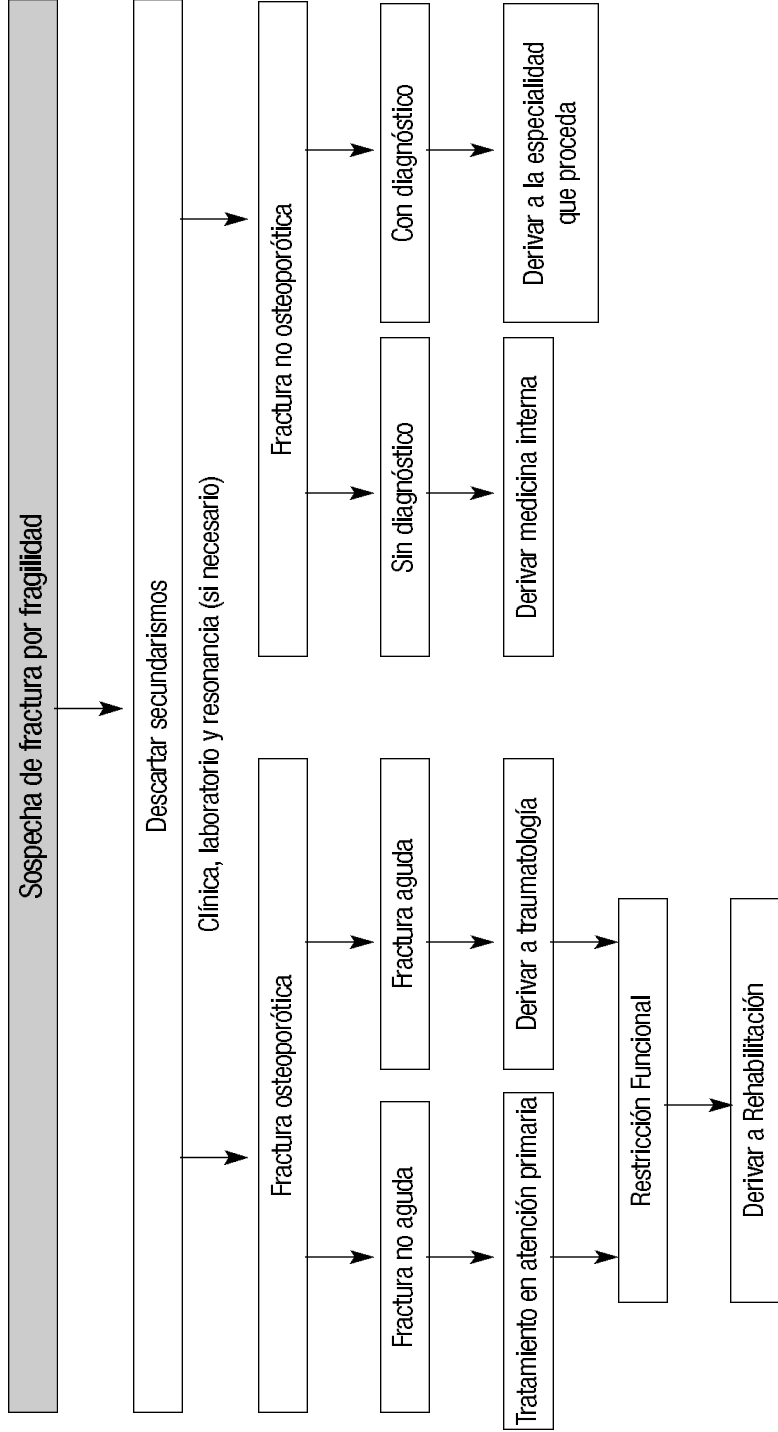 Sospecha de fractura por fragilidad
Descartar secundarismos
Clínica, laboratorio y resonancia (si necesario)
Fractura osteoporótica
Fractura no osteoporótica
Fractura no aguda
Fractura aguda
Sin diagnóstico
Con diagnóstico
Tratamiento en atención primaria
Derivar a traumatología
Derivar medicina interna
Derivar a la especialidad
que proceda
Restricción Funcional
Derivar a Rehabilitación